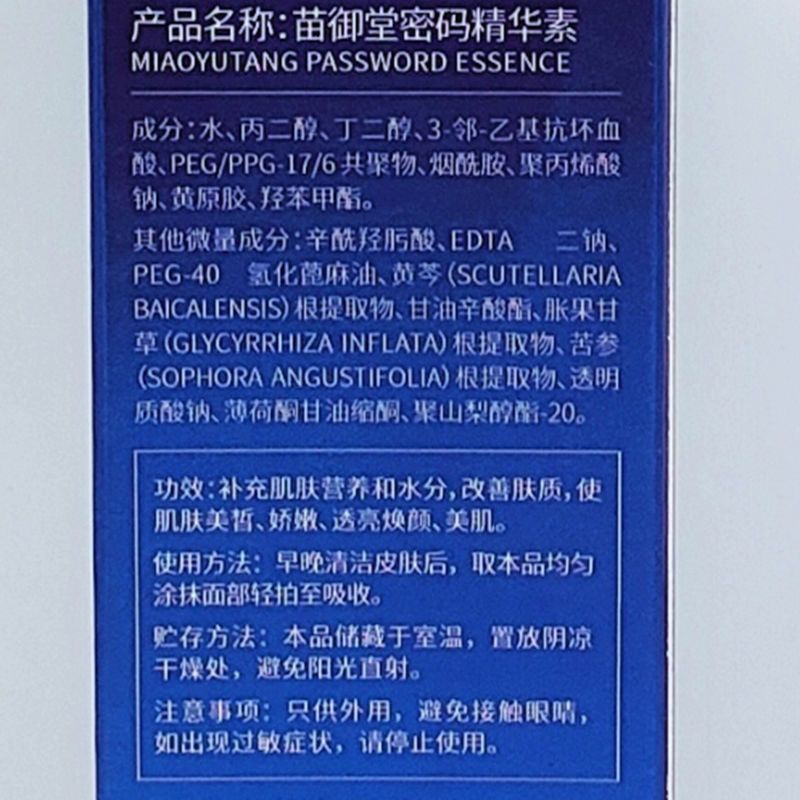 产品名称：苗御堂密码精华素
MIAOYUTANG PASSWORD ESSENCE
成分：水、丙二醇、丁二醇、3-邻-乙基抗坏血
酸、PEG/PPG-17/6共聚物、烟酰胺、聚丙烯酸
钠、黄原胶、羟苯甲酯。
其他微量成分：辛酰羟肟酸、EDTA 二钠、
PEG-40 氢化蓖麻油、黄芩（SCUTELLARIA
BAICALENSIS）根提取物、甘油辛酸酯、胀果甘
草（GLYCYRRHIZA INFLATA）根提取物、苦参
（SOPHORA ANGUSTIFOLIA）根提取物、透明
质酸钠、薄荷酮甘油缩酮、聚山梨醇酯-20。
功效：补充肌肤营养和水分，改善肤质，使
肌肤美皙、娇嫩、透亮焕颜、美肌。
使用方法：早晚清洁皮肤后，取本品均匀
涂抹面部轻拍至吸收。
贮存方法：本品储藏于室温，置放阴凉
干燥处，避免阳光直射。
注意事项：只供外用，避免接触眼睛，
如出现过敏症状，请停止使用。